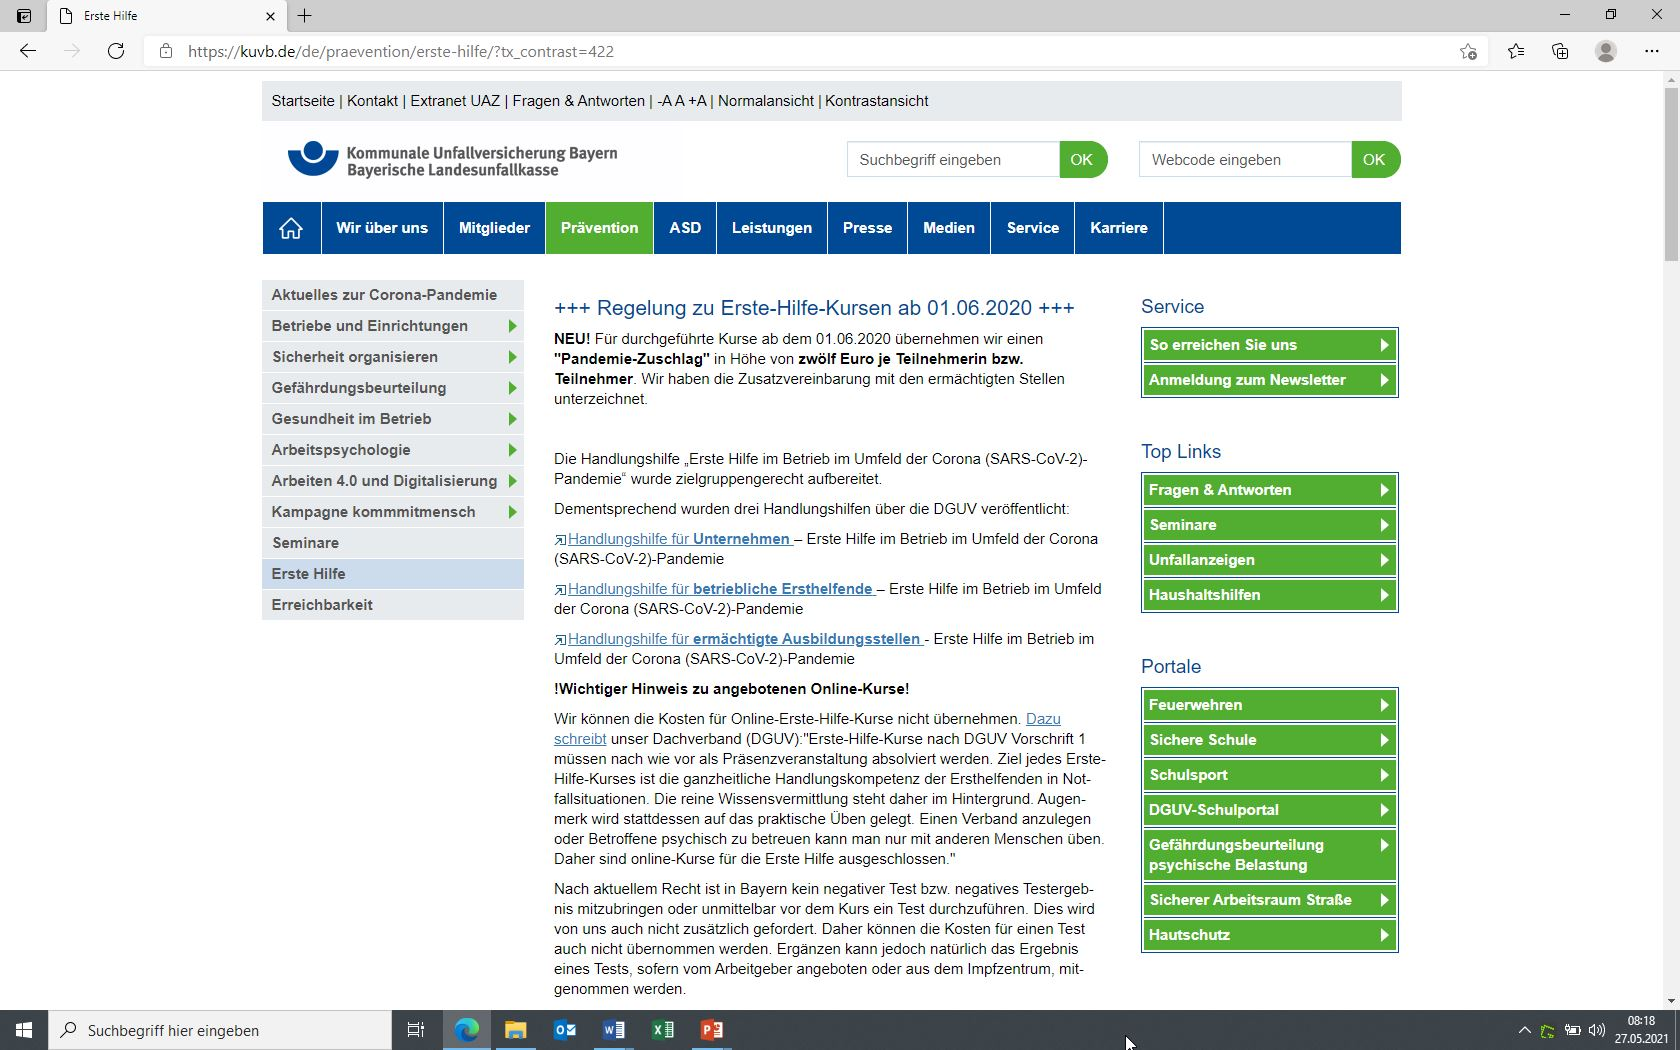 Erste Hilfe
https://kuvb.de/de/praevention/erste-hilfe/?tx_contrast=422
Startseite | Kontakt | Extranet UAZ | Fragen & Antworten | -A A +A | Normalansicht | Kontrastansicht
Kommunale Unfallversicherung Bayern
Bayerische Landesunfallkasse
Suchbegriff eingeben OK Webcode eingeben OK
Wir über uns Mitglieder Prävention ASD Leistungen Presse Medien Service Karriere
Aktuelles zur Corona-Pandemie
Betriebe und Einrichtungen
Sicherheit organisieren
Gefährdungsbeurteilung
Gesundheit im Betrieb
Arbeitspsychologie
Arbeiten 4.0 und Digitalisierung
Kampagne kommmitmensch
Seminare
Erste Hilfe
Erreichbarkeit
+++ Regelung zu Erste-Hilfe-Kursen ab 01.06.2020 +++
NEU! Für durchgeführte Kurse ab dem 01.06.2020 übernehmen wir einen
"Pandemie-Zuschlag" in Höhe von zwölf Euro je Teilnehmerin bzw.
Teilnehmer. Wir haben die Zusatzvereinbarung mit den ermächtigten Stellen
unterzeichnet.
Die Handlungshilfe „Erste Hilfe im Betrieb im Umfeld der Corona (SARS-CoV-2)-
Pandemie“ wurde zielgruppengerecht aufbereitet.
Dementsprechend wurden drei Handlungshilfen über die DGUV veröffentlicht:
Handlungshilfe für Unternehmen – Erste Hilfe im Betrieb im Umfeld der Corona
(SARS-CoV-2)-Pandemie
Handlungshilfe für betriebliche Ersthelfende – Erste Hilfe im Betrieb im Umfeld
der Corona (SARS-CoV-2)-Pandemie
Handlungshilfe für ermächtigte Ausbildungsstellen - Erste Hilfe im Betrieb im
Umfeld der Corona (SARS-CoV-2)-Pandemie
!Wichtiger Hinweis zu angebotenen Online-Kurse!
Wir können die Kosten für Online-Erste-Hilfe-Kurse nicht übernehmen. Dazu
schreibt unser Dachverband (DGUV):"Erste-Hilfe-Kurse nach DGUV Vorschrift 1
müssen nach wie vor als Präsenzveranstaltung absolviert werden. Ziel jedes Erste-
Hilfe-Kurses ist die ganzheitliche Handlungskompetenz der Ersthelfenden in Not-
fallsituationen. Die reine Wissensvermittlung steht daher im Hintergrund. Augen-
merk wird stattdessen auf das praktische Üben gelegt. Einen Verband anzulegen
oder Betroffene psychisch zu betreuen kann man nur mit anderen Menschen üben.
Daher sind online-Kurse für die Erste Hilfe ausgeschlossen."
Nach aktuellem Recht ist in Bayern kein negativer Test bzw. negatives Testergeb-
nis mitzubringen oder unmittelbar vor dem Kurs ein Test durchzuführen. Dies wird
von uns auch nicht zusätzlich gefordert. Daher können die Kosten für einen Test
auch nicht übernommen werden. Ergänzen kann jedoch natürlich das Ergebnis
eines Tests, sofern vom Arbeitgeber angeboten oder aus dem Impfzentrum, mit-
genommen werden.
Service
So erreichen Sie uns
Anmeldung zum Newsletter
Top Links
Fragen & Antworten
Seminare
Unfallanzeigen
Haushaltshilfen
Portale
Feuerwehren
Sichere Schule
Schulsport
DGUV-Schulportal
Gefährdungsbeurteilung
psychische Belastung
Sicherer Arbeitsraum Straße
Hautschutz
Suchbegriff hier eingeben
08:18
27.05.2021